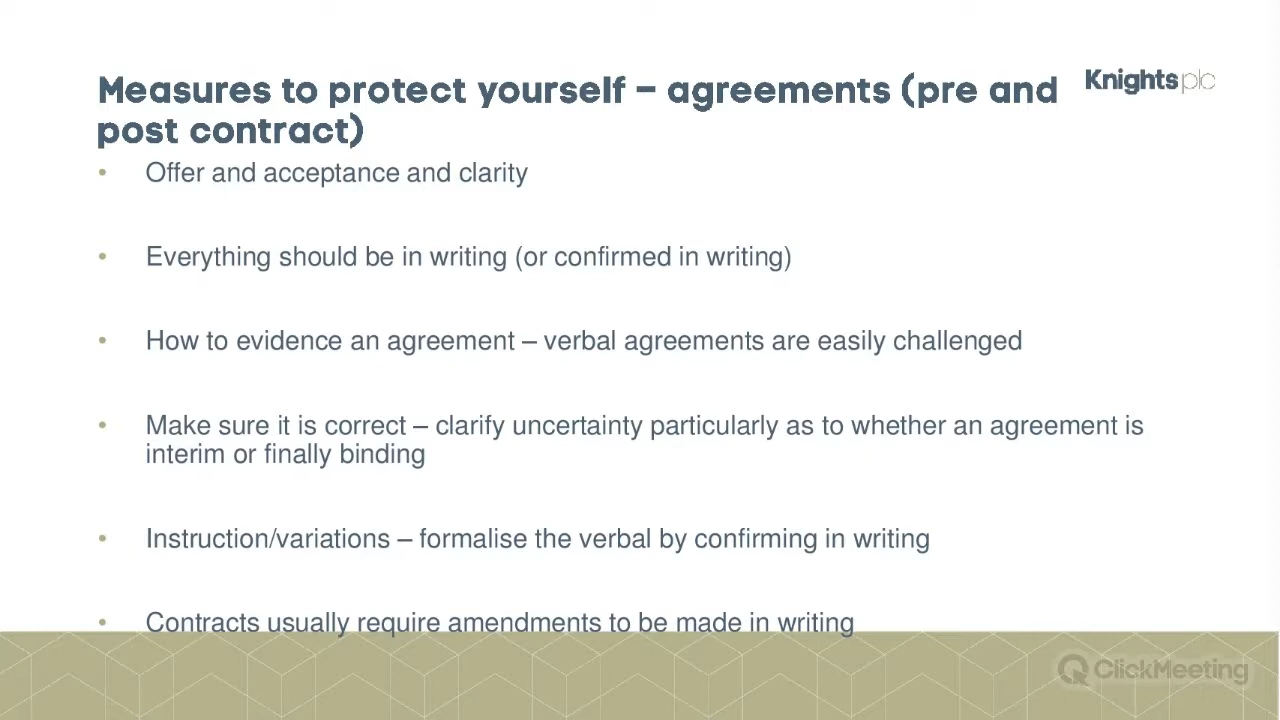 Measures to protect yourself – agreements (pre and
post contract)
Knights plc
• Offer and acceptance and clarity
• Everything should be in writing (or confirmed in writing)
• How to evidence an agreement – verbal agreements are easily challenged
• Make sure it is correct – clarify uncertainty particularly as to whether an agreement is
interim or finally binding
• Instruction/variations – formalise the verbal by confirming in writing
• Contracts usually require amendments to be made in writing
ClickMeeting